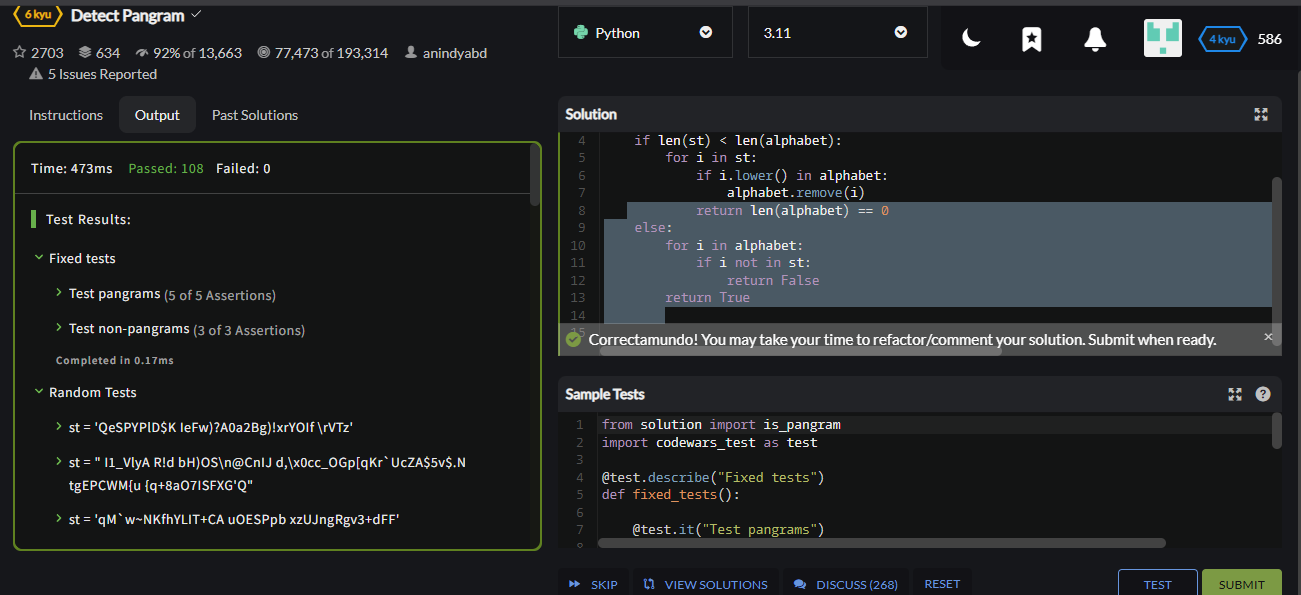 6 kyu Detect Pangram
2703 634 92% of 13,663 77,473 of 193,314 anindyabd
5 Issues Reported
Python
3.11
4 kyu 586
Instructions Output Past Solutions
Time: 473ms Passed: 108 Failed: 0
Test Results:
Fixed tests
Test pangrams (5 of 5 Assertions)
Test non-pangrams (3 of 3 Assertions)
Completed in 0.17ms
Random Tests
st = 'QeSPYPlD$K IeFw)?A0a2Bg)!xrYOIf \rVTz'
st = " I1_VlyA R!d bH)OS\n@CnIJ d,\x0cc_OGp[qKr`UcZA$5v$.N
tgEPCWM{u {q+8aO7ISFXG'Q"
st = 'qM`w~NKfhYLIT+CA uOESPpb xzUJngRgv3+dFF'
Solution
4 if len(st) < len(alphabet):
5 for i in st:
6 if i.lower() in alphabet:
7 alphabet.remove(i)
8 return len(alphabet) == 0
9 else:
10 for i in alphabet:
11 if i not in st:
12 return False
13 return True
14
15
Correctamundo! You may take your time to refactor/comment your solution. Submit when ready. ×
Sample Tests
1 from solution import is_pangram
2 import codewars_test as test
3
4 @test.describe("Fixed tests")
5 def fixed_tests():
6
7 @test.it("Test pangrams")
8
SKIP VIEW SOLUTIONS DISCUSS (268) RESET TEST SUBMIT